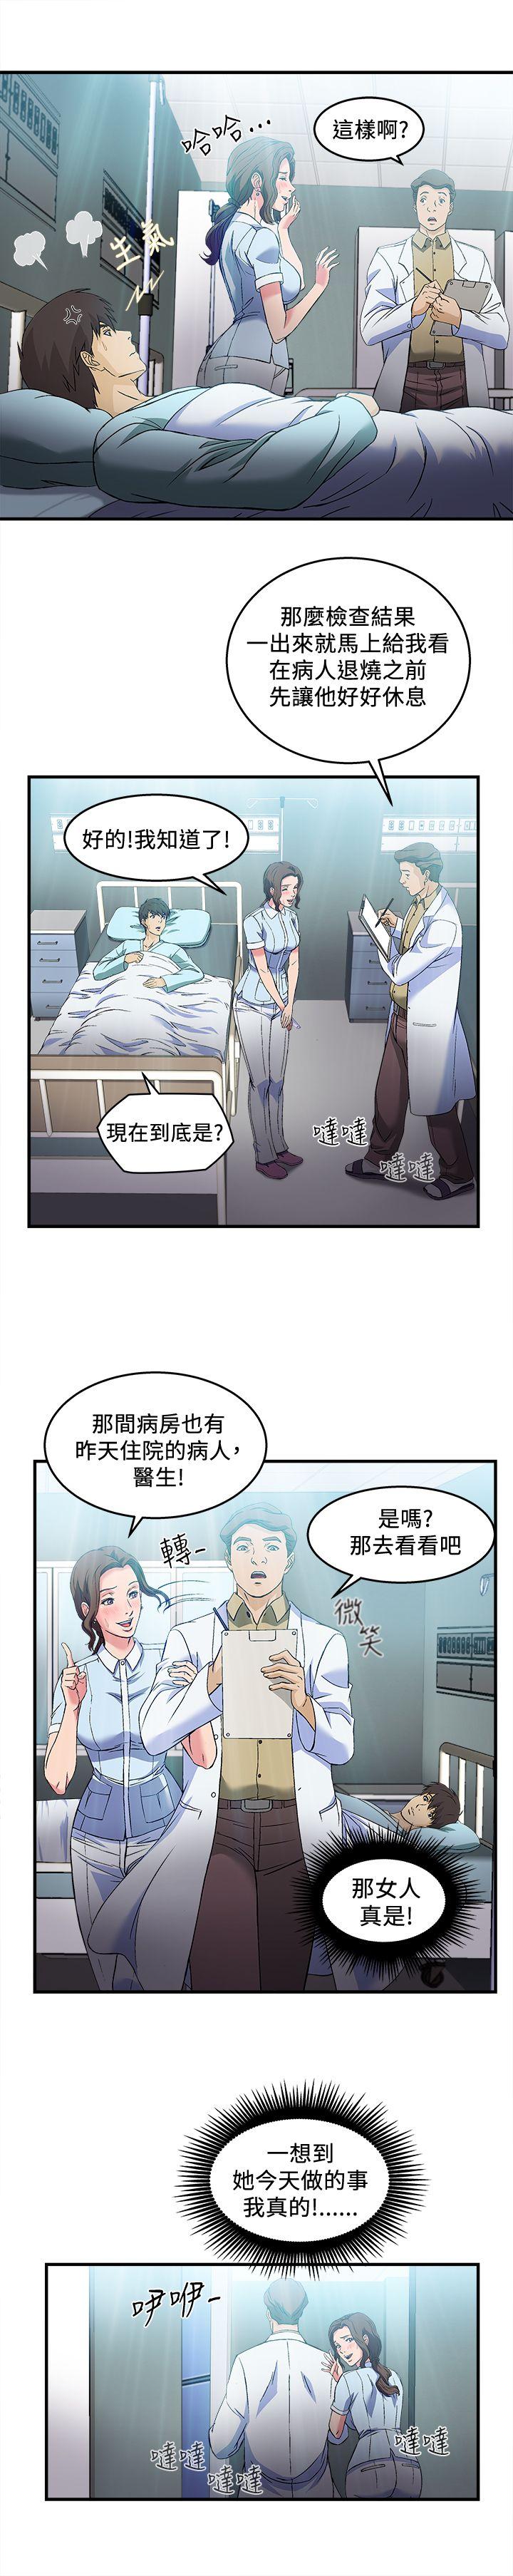 哈哈…
這樣啊?
生氣
那麼檢查結果
一出來就馬上給我看
在病人退燒之前
先讓他好好休息
好的!我知道了!
現在到底是?
噠噠
噠噠
那間病房也有
昨天住院的病人,
醫生!
轉-
是嗎?
那去看看吧
微笑
那女人
真是!
一想到
她今天做的事
我真的!......
咿咿-
噠噠
噠噠
噠噠